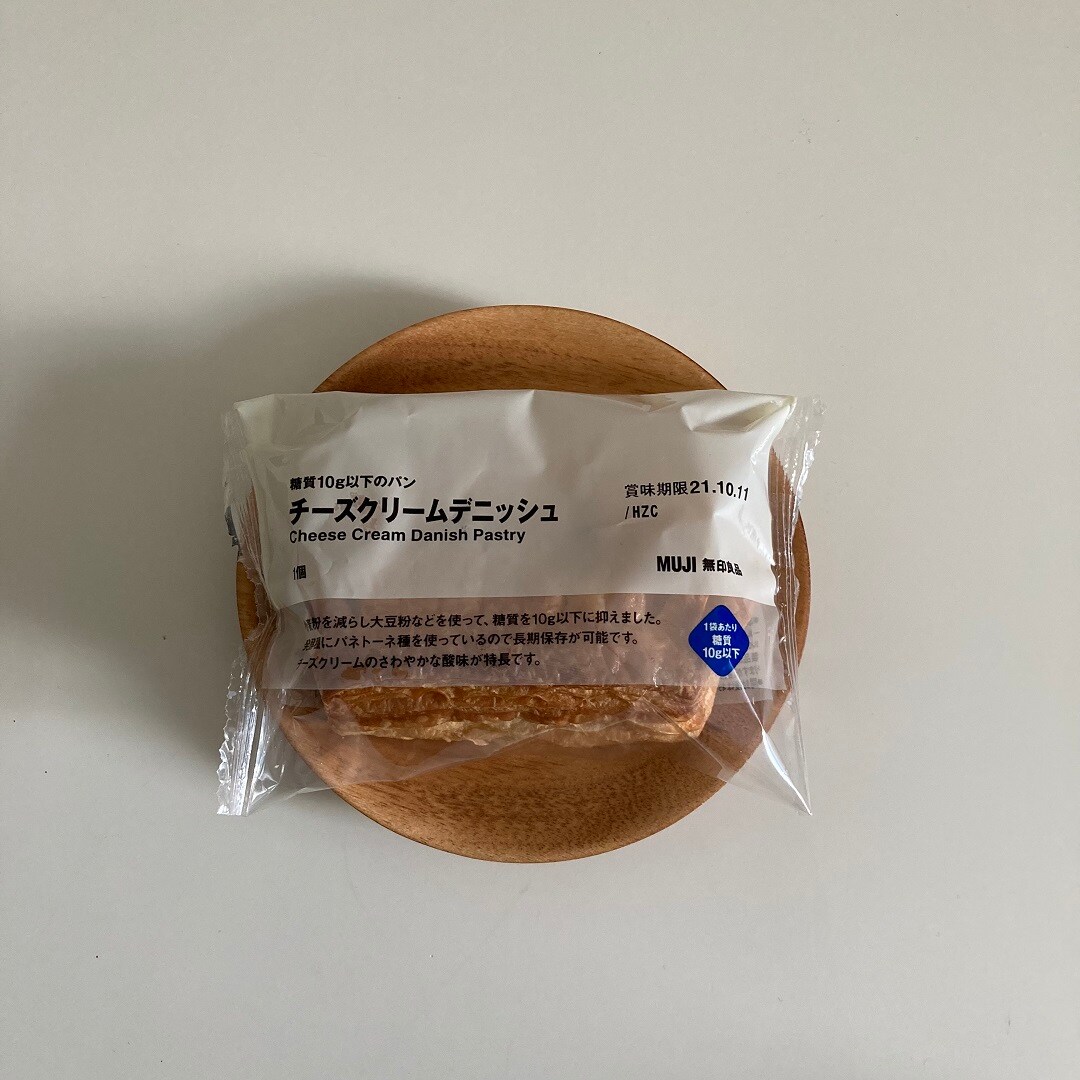 糖質10g以下のパン
チーズクリームデニッシュ
Cheese Cream Danish Pastry
1個
賞味期限21.10.11
/HZC
MUJI 無印良品
粉を減らし大豆粉などを使って、糖質を10g以下に抑えました。
にパネトーネ種を使っているので長期保存が可能です。
チーズクリームのさわやかな酸味が特長です。
1袋あたり
糖質
10g以下